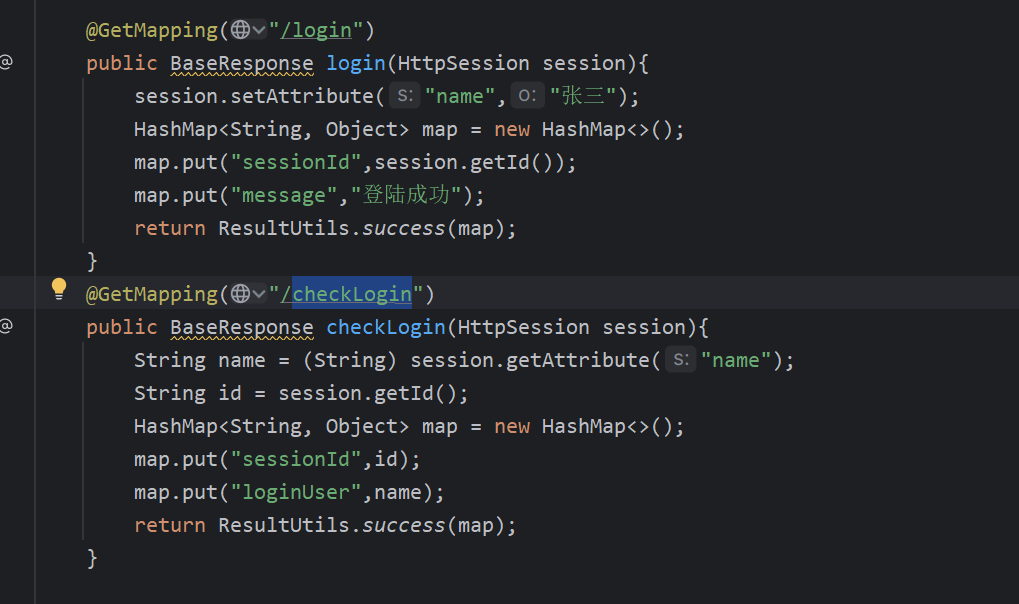 @GetMapping("/login")
public BaseResponse login(HttpSession session){
session.setAttribute( s: "name", o: "张三");
HashMap<String, Object> map = new HashMap<>();
map.put("sessionId",session.getId());
map.put("message","登陆成功");
return ResultUtils.success(map);
}
@GetMapping("/checkLogin")
public BaseResponse checkLogin(HttpSession session){
String name = (String) session.getAttribute( s: "name");
String id = session.getId();
HashMap<String, Object> map = new HashMap<>();
map.put("sessionId",id);
map.put("loginUser",name);
return ResultUtils.success(map);
}